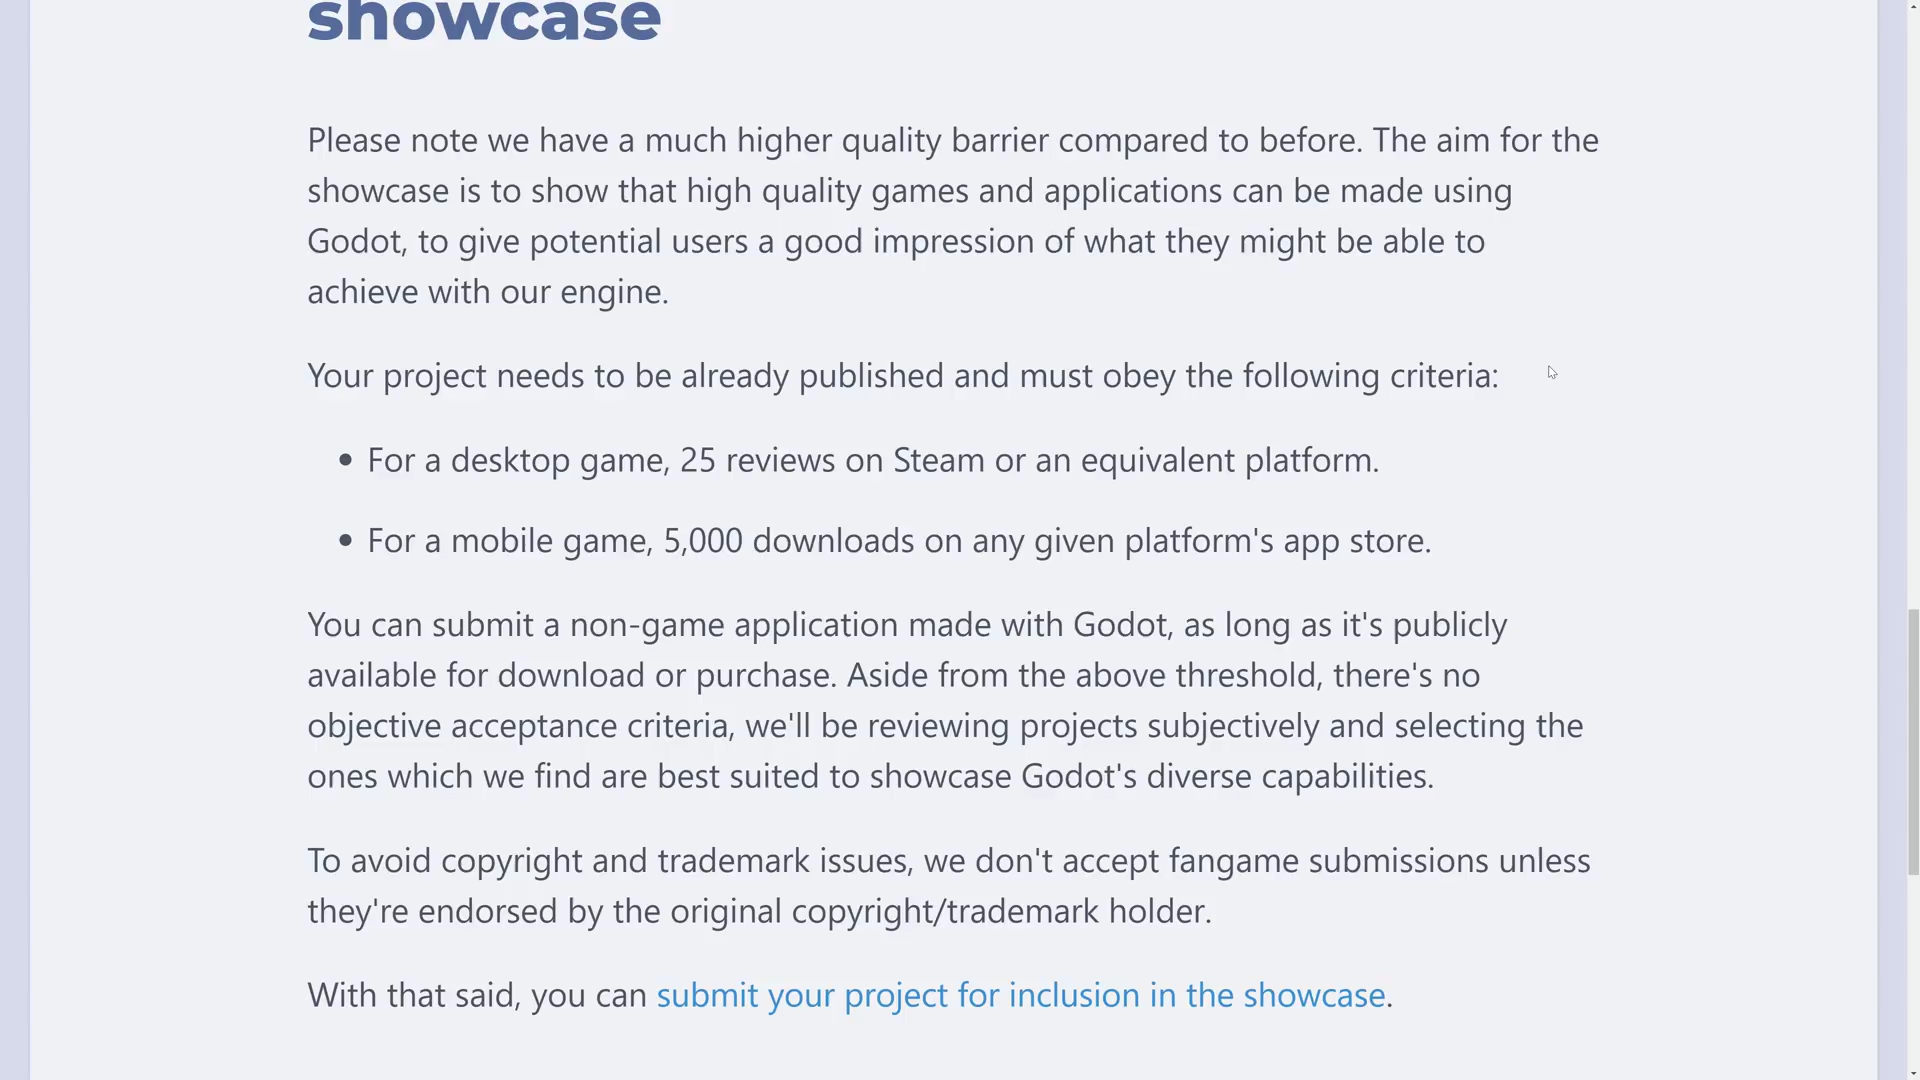 showcase
Please note we have a much higher quality barrier compared to before. The aim for the
showcase is to show that high quality games and applications can be made using
Godot, to give potential users a good impression of what they might be able to
achieve with our engine.
Your project needs to be already published and must obey the following criteria:
• For a desktop game, 25 reviews on Steam or an equivalent platform.
• For a mobile game, 5,000 downloads on any given platform's app store.
You can submit a non-game application made with Godot, as long as it's publicly
available for download or purchase. Aside from the above threshold, there's no
objective acceptance criteria, we'll be reviewing projects subjectively and selecting the
ones which we find are best suited to showcase Godot's diverse capabilities.
To avoid copyright and trademark issues, we don't accept fangame submissions unless
they're endorsed by the original copyright/trademark holder.
With that said, you can submit your project for inclusion in the showcase.